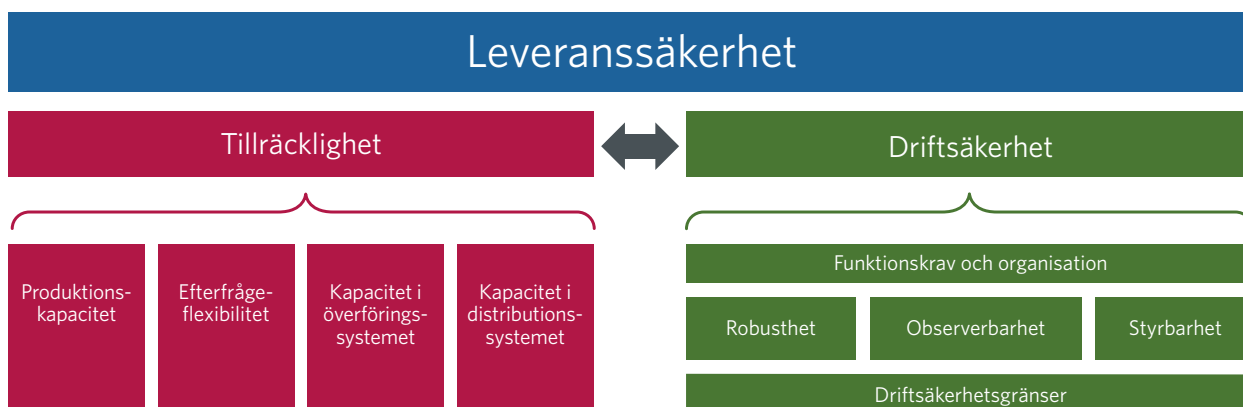 Leveranssäkerhet
Tillräcklighet
Driftsäkerhet
Produktions-
kapacitet
Efterfråge-
flexibilitet
Kapacitet i
överförings-
systemet
Kapacitet i
distributions-
systemet
Funktionskrav och organisation
Robusthet
Observerbarhet
Styrbarhet
Driftsäkerhetsgränser